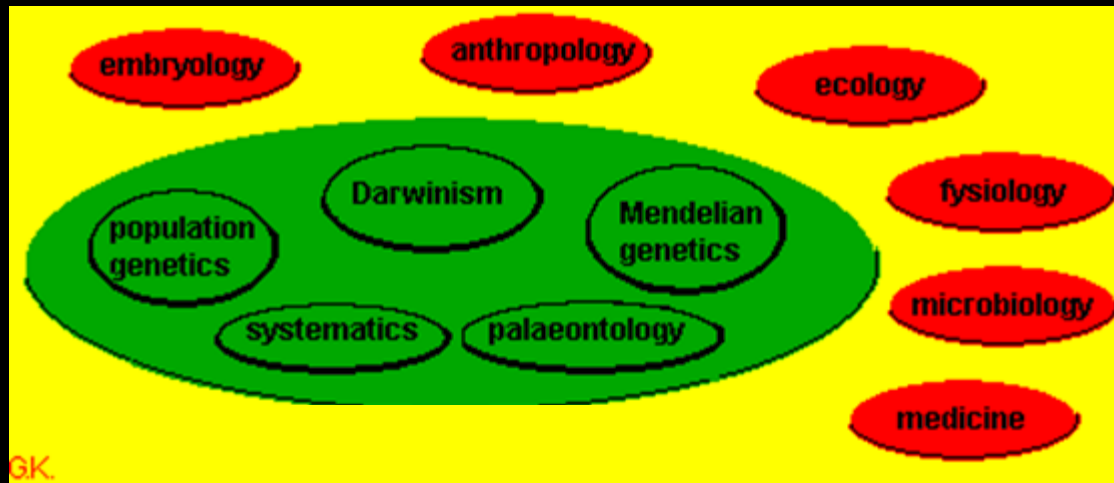 embryology
anthropology
ecology
Darwinism
fysiology
population
genetics
Mendelian
genetics
microbiology
systematics
palaeontology
medicine
G.K.